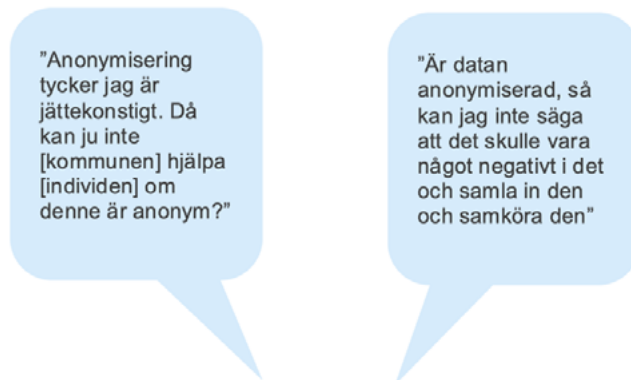 ”Anonymisering
tycker jag är
jättekonstigt. Då
kan ju inte
[kommunen] hjälpa
[individen] om
denne är anonym?”
”Är datan
anonymiserad, så
kan jag inte säga
att det skulle vara
något negativt i det
och samla in den
och samköra den”